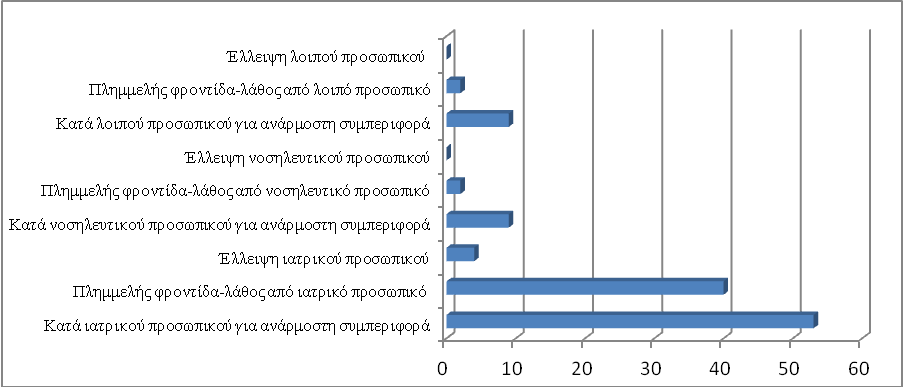 Έλλειψη λοιπού προσωπικού
Πλημμελής φροντίδα-λάθος από λοιπό προσωπικό
Κατά λοιπού προσωπικού για ανάρμοστη συμπεριφορά
Έλλειψη νοσηλευτικού προσωπικού
Πλημμελής φροντίδα-λάθος από νοσηλευτικό προσωπικό
Κατά νοσηλευτικού προσωπικού για ανάρμοστη συμπεριφορά
Έλλειψη ιατρικού προσωπικού
Πλημμελής φροντίδα-λάθος από ιατρικό προσωπικό
Κατά ιατρικού προσωπικού για ανάρμοστη συμπεριφορά
0 10 20 30 40 50 60